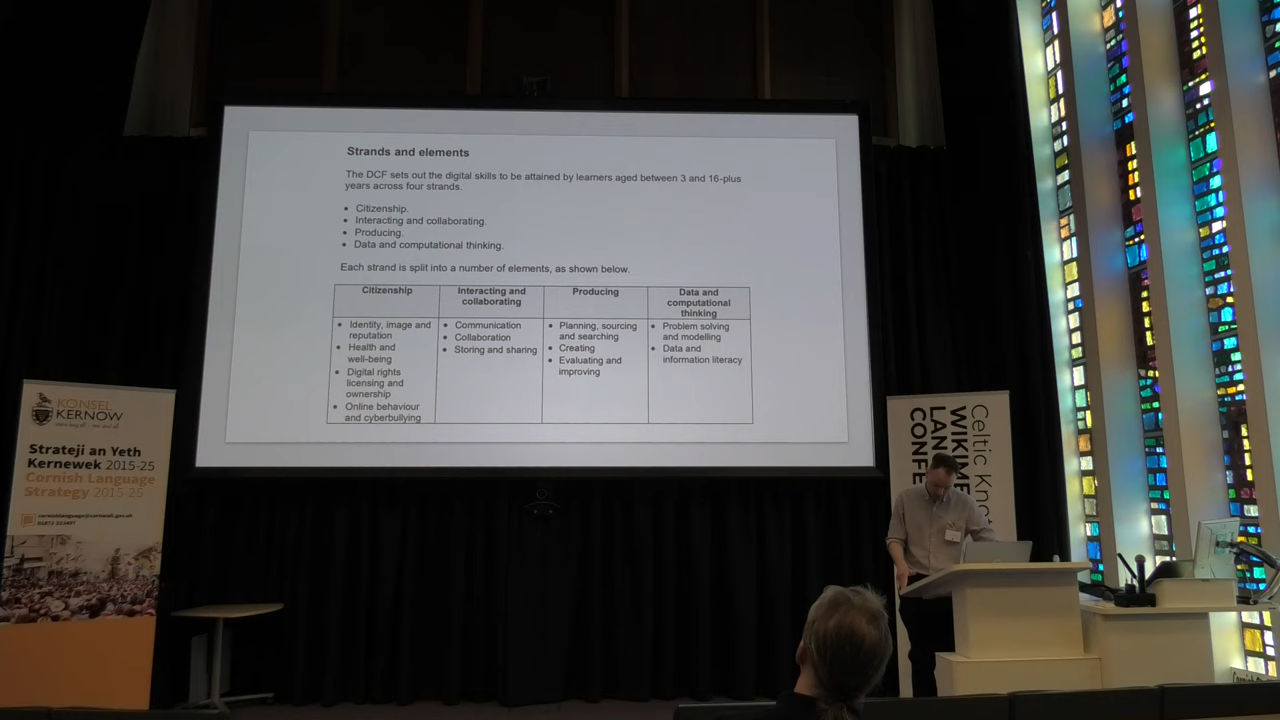 Strands and elements
The DCF sets out the digital skills to be attained by learners aged between 3 and 16-plus
years across four strands.
• Citizenship.
• Interacting and collaborating.
• Producing.
• Data and computational thinking.
Each strand is split into a number of elements, as shown below.
Citizenship
• Identity, image and
reputation
• Health and
well-being
• Digital rights
licensing and
ownership
• Online behaviour
and cyberbullying
Interacting and
collaborating
• Communication
• Collaboration
• Storing and sharing
Producing
• Planning, sourcing
and searching
• Creating
• Evaluating and
improving
Data and
computational
thinking
• Problem solving
and modelling
• Data and
information literacy
KONSEL
KERNOW
Strateji an Yeth
Kernewek 2015-25
Cornish Language
Strategy 2015-25
cornishlanguage@cornwall.gov.uk
Celtic Knot
WIKIME
LAN
CONFE